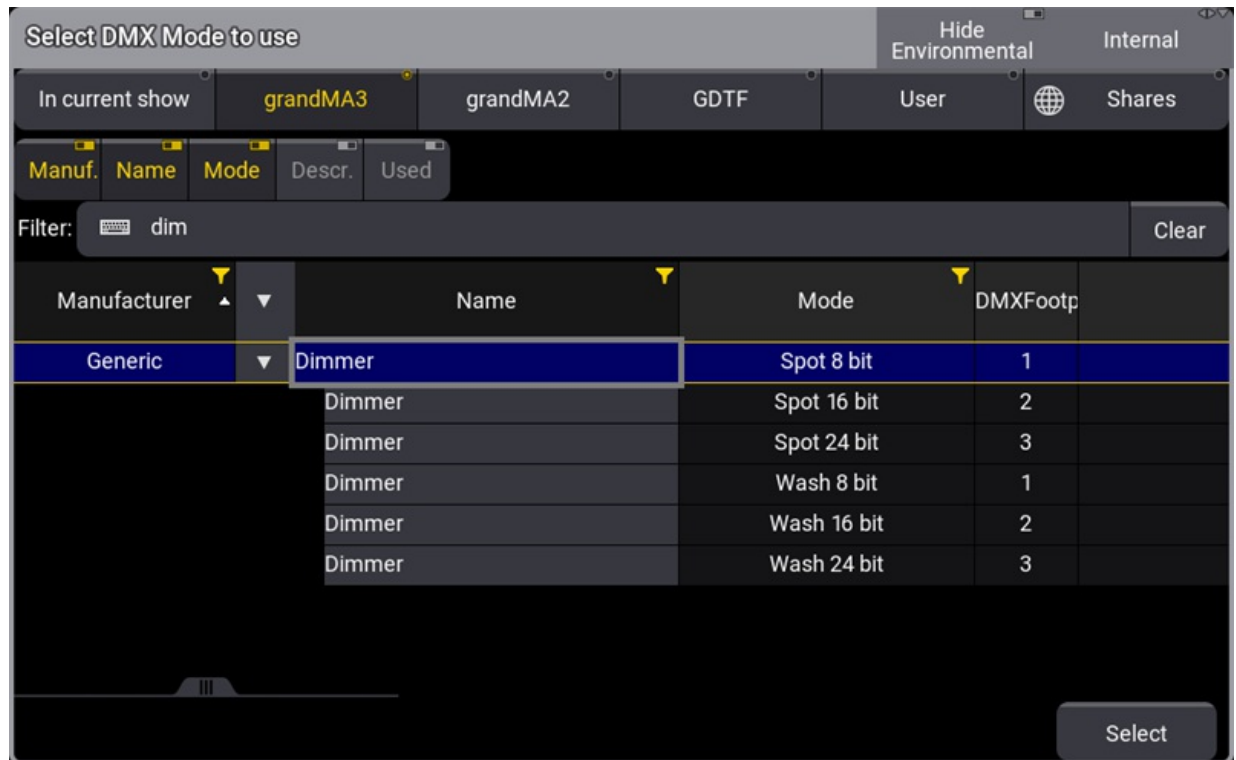 Select DMX Mode to use Hide Environmental Internal
In current show grandMA3 grandMA2 GDTF User Shares
Manuf. Name Mode Descr. Used
Filter: dim Clear
Manufacturer Name Mode DMXFootp
Generic Dimmer Spot 8 bit 1
Dimmer Spot 16 bit 2
Dimmer Spot 24 bit 3
Dimmer Wash 8 bit 1
Dimmer Wash 16 bit 2
Dimmer Wash 24 bit 3
Select